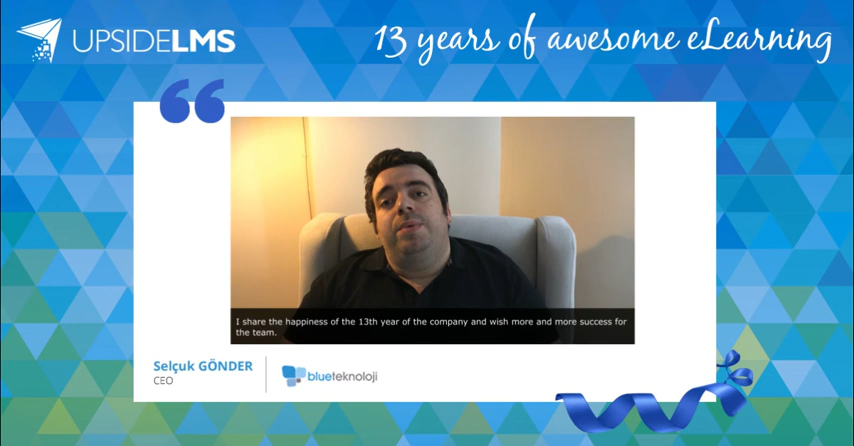 UPSIDELMS
13 years of awesome eLearning
I share the happiness of the 13th year of the company and wish more and more success for
the team.
Selçuk GÖNDER
CEO
blueteknoloji